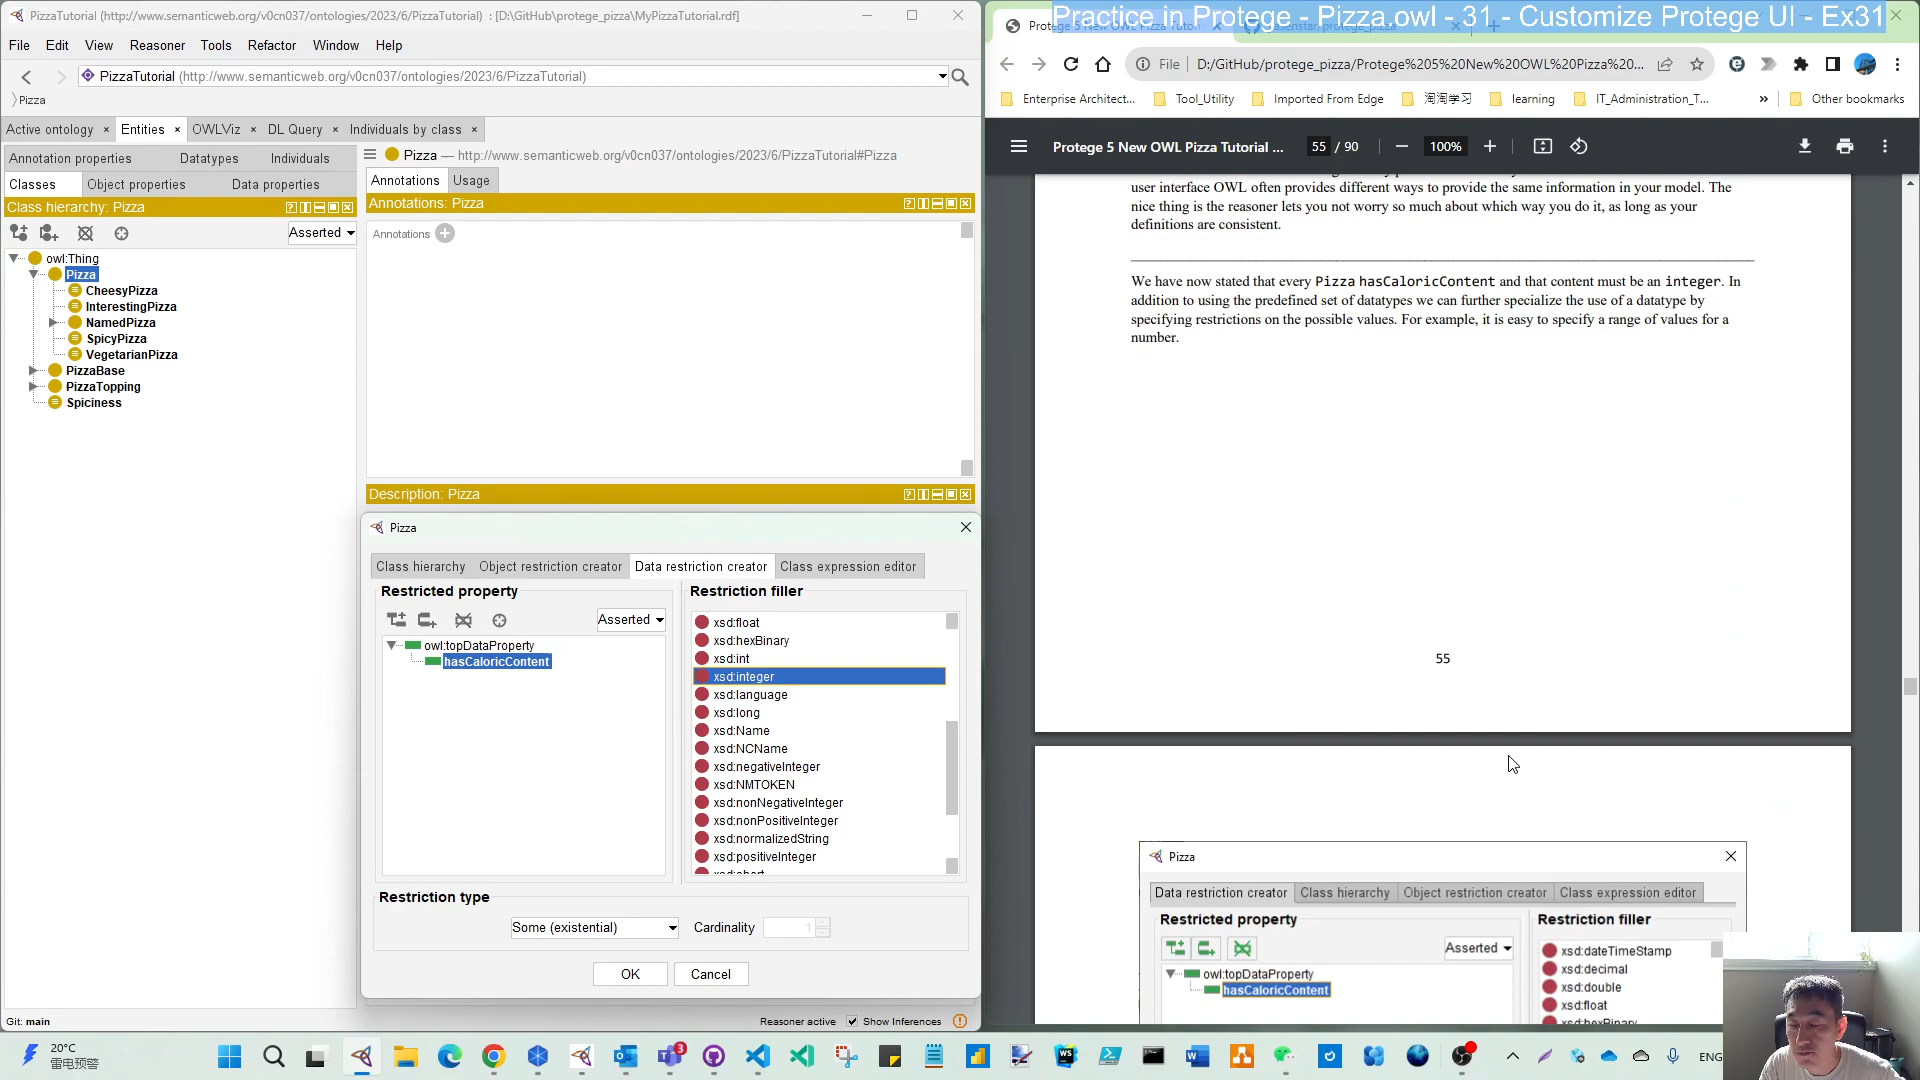 PizzaTutorial (http://www.semanticweb.org/v0cn037/ontologies/2023/6/PizzaTutorial) : [D:\GitHub\protege_pizza\MyPizzaTutorial.rdf]
File Edit View Reasoner Tools Refactor Window Help
PizzaTutorial (http://www.semanticweb.org/v0cn037/ontologies/2023/6/PizzaTutorial)
Pizza
Active ontology × Entities × OWLViz × DL Query × Individuals by class ×
Annotation properties Datatypes Individuals
Classes Object properties Data properties
Class hierarchy: Pizza
Asserted
owl:Thing
Pizza
CheesyPizza
InterestingPizza
NamedPizza
SpicyPizza
VegetarianPizza
PizzaBase
PizzaTopping
Spiciness
Pizza — http://www.semanticweb.org/v0cn037/ontologies/2023/6/PizzaTutorial#Pizza
Annotations Usage
Annotations: Pizza
Annotations
Description: Pizza
Pizza
Class hierarchy Object restriction creator Data restriction creator Class expression editor
Restricted property
Asserted
owl:topDataProperty
hasCaloricContent
Restriction filler
xsd:float
xsd:hexBinary
xsd:int
xsd:integer
xsd:language
xsd:long
xsd:Name
xsd:NCName
xsd:negativeInteger
xsd:NMTOKEN
xsd:nonNegativeInteger
xsd:nonPositiveInteger
xsd:normalizedString
xsd:positiveInteger
xsd:short
Restriction type
Some (existential) Cardinality 1
OK Cancel
Git: main
Reasoner active Show Inferences
Practice in Protege - Pizza.owl - 31 - Customize Protege UI - Ex31
File D:/GitHub/protege_pizza/Protege%205%20New%20OWL%20Pizza%20...
Enterprise Architect... Tool_Utility Imported From Edge 淘淘学习 learning IT_Administration_T... » Other bookmarks
Protege 5 New OWL Pizza Tutorial ... 55 / 90 100%
user interface OWL often provides different ways to provide the same information in your model. The
nice thing is the reasoner lets you not worry so much about which way you do it, as long as your
definitions are consistent.
We have now stated that every Pizza hasCaloricContent and that content must be an integer. In
addition to using the predefined set of datatypes we can further specialize the use of a datatype by
specifying restrictions on the possible values. For example, it is easy to specify a range of values for a
number.
55
Pizza
Data restriction creator Class hierarchy Object restriction creator Class expression editor
Restricted property
Asserted
owl:topDataProperty
hasCaloricContent
Restriction filler
xsd:dateTimeStamp
xsd:decimal
xsd:double
xsd:float
xsd:hexBinary
20°C
雷电预警
3
ENG